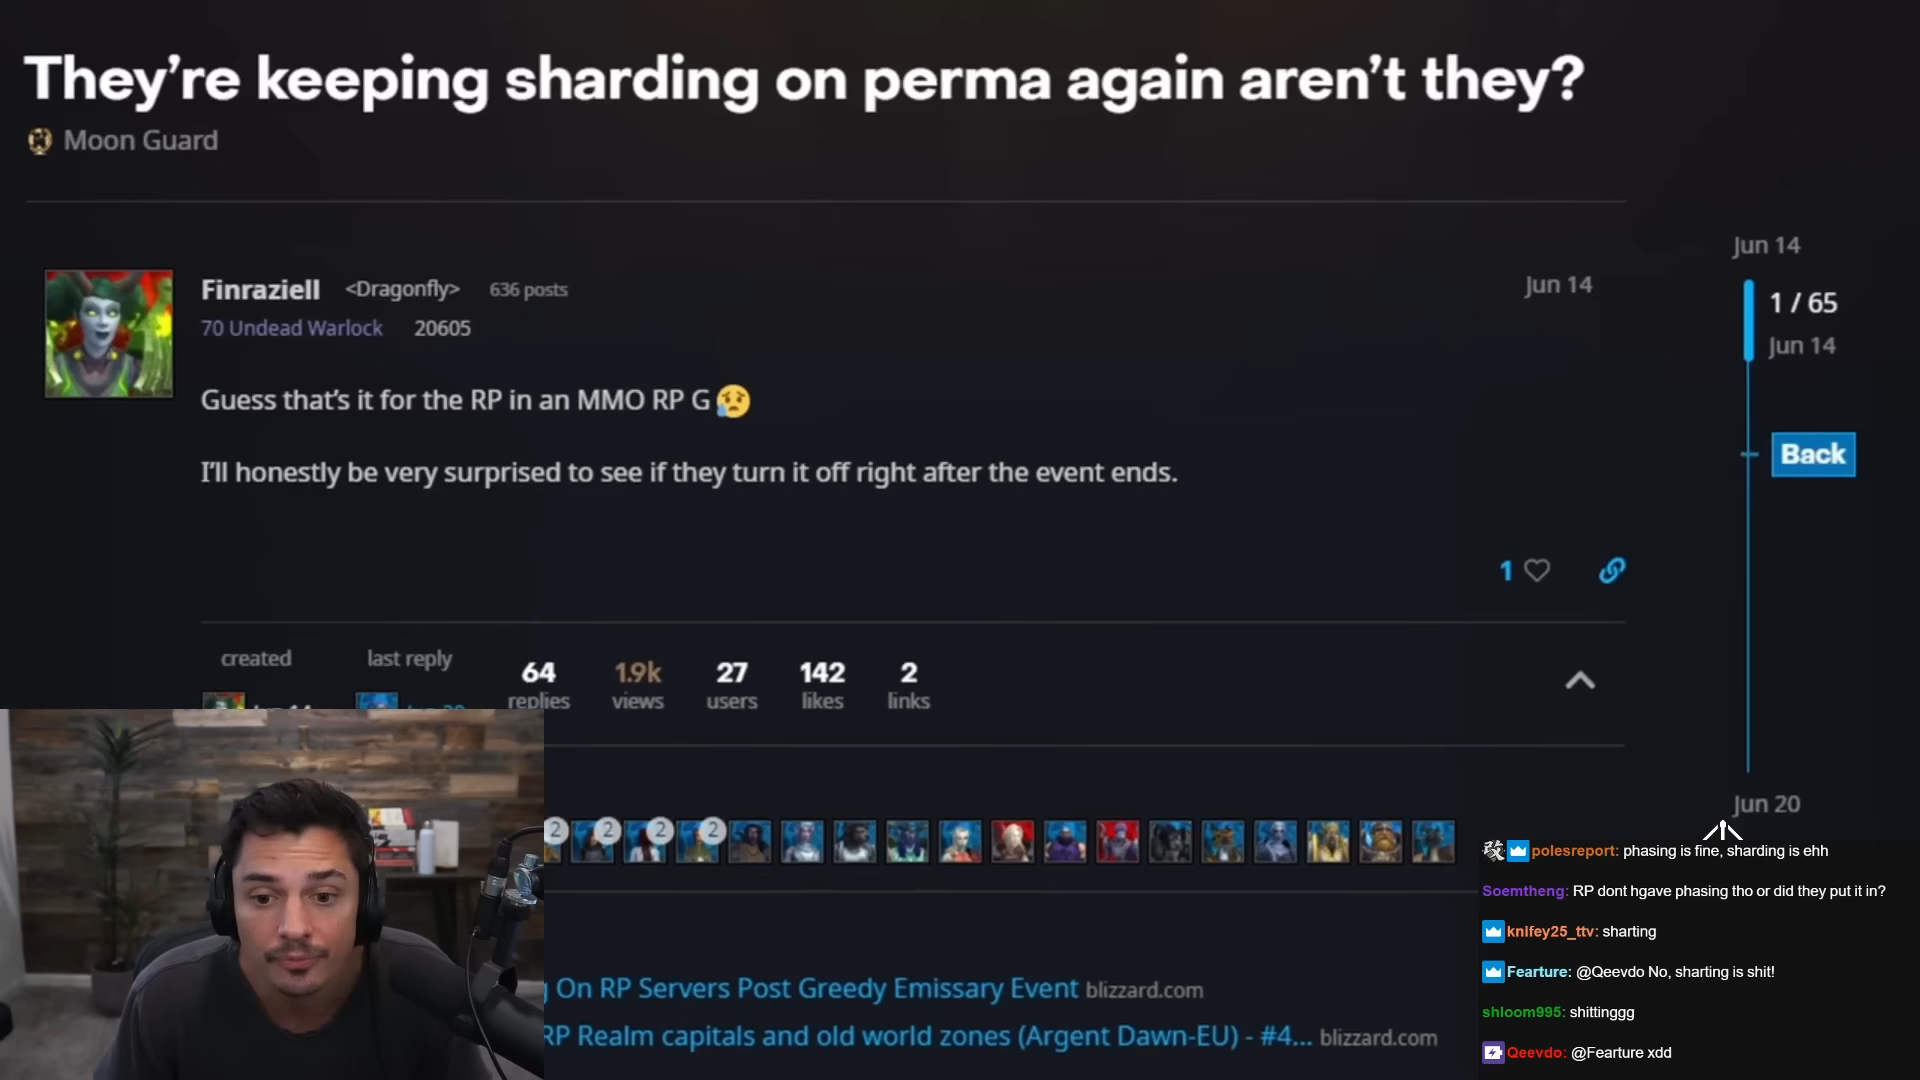 They're keeping sharding on perma again aren't they?
Moon Guard
Jun 14
Finraziell <Dragonfly> 636 posts
Jun 14
70 Undead Warlock 20605
1 / 65
Jun 14
Guess that's it for the RP in an MMO RP G
Back
I'll honestly be very surprised to see if they turn it off right after the event ends.
1
created
last reply
64 1.9k 27 142 2
replies views users likes links
Jun 20
2 2 2 2
polesreport: phasing is fine, sharding is ehh
Soemtheng: RP dont hgave phasing tho or did they put it in?
knifey25_ttv: sharting
Fearture: @Qeevdo No, sharting is shit!
shloom995: shittinggg
Qeevdo: @Fearture xdd
On RP Servers Post Greedy Emissary Event blizzard.com
RP Realm capitals and old world zones (Argent Dawn-EU) - #4... blizzard.com